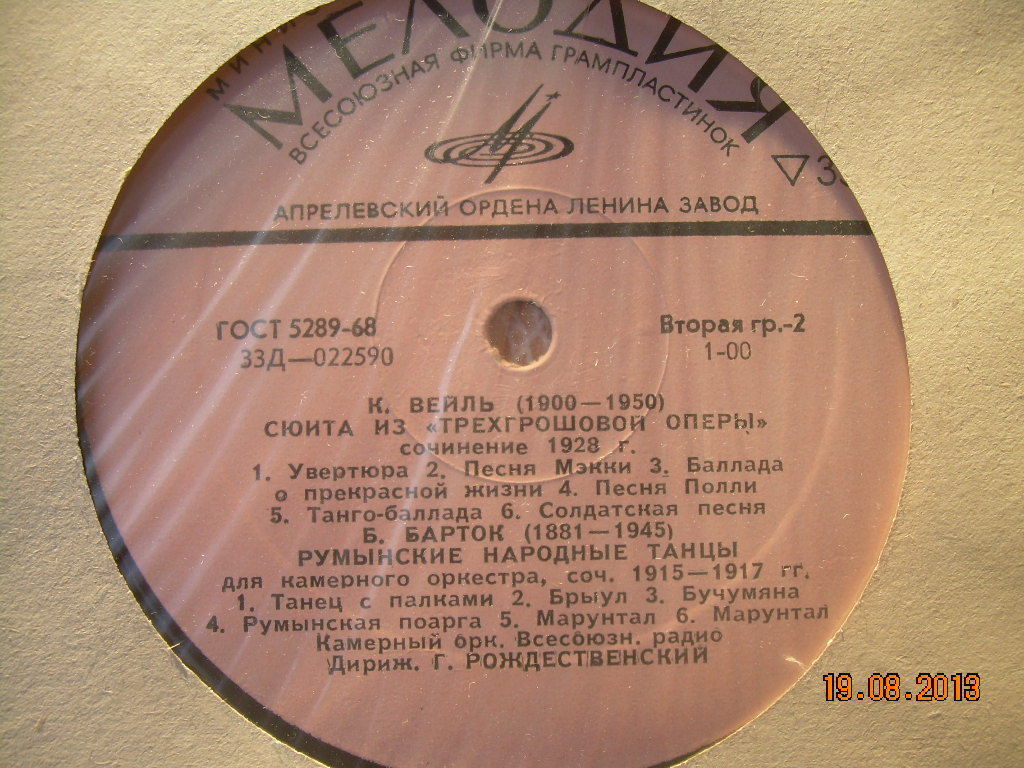 МЕЛОДИЯ
ВСЕСОЮЗНАЯ ФИРМА ГРАМПЛАСТИНОК
АПРЕЛЕВСКИЙ ОРДЕНА ЛЕНИНА ЗАВОД
ГОСТ 5289-68
Вторая гр.-2
33Д—022590
1-00
К. ВЕЙЛЬ (1900—1950)
СЮИТА ИЗ «ТРЕХГРОШОВОЙ ОПЕРЫ»
сочинение 1928 г.
1. Увертюра 2. Песня Мэкки 3. Баллада
о прекрасной жизни 4. Песня Полли
5. Танго-баллада 6. Солдатская песня
Б. БАРТОК (1881—1945)
РУМЫНСКИЕ НАРОДНЫЕ ТАНЦЫ
для камерного оркестра, соч. 1915—1917 гг.
1. Танец с палками 2. Брыул 3. Бучумяна
4. Румынская поарга 5. Марунтал 6. Марунтал
Камерный орк. Всесоюзн. радио
Дириж. Г. РОЖДЕСТВЕНСКИЙ
19.08.2013